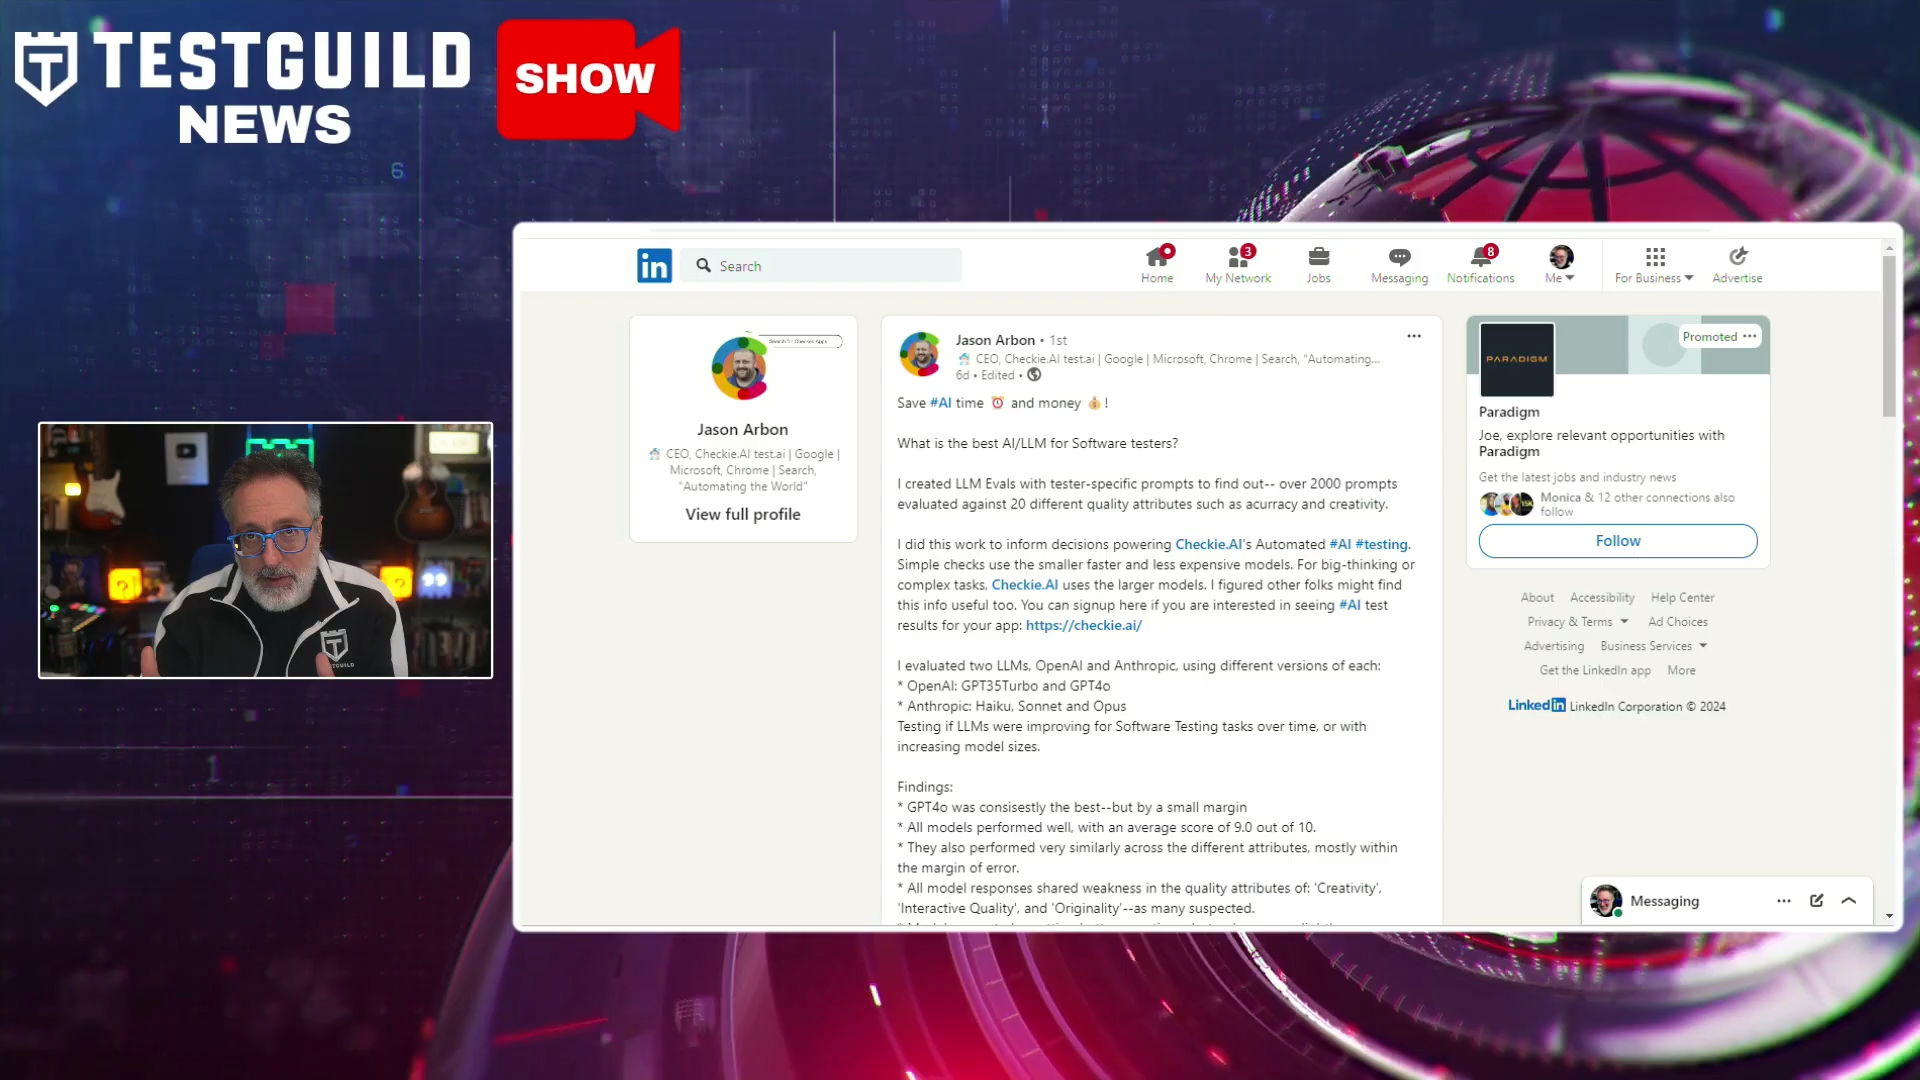 TESTGUILD
NEWS
SHOW
Search
Home
3
My Network
Jobs
Messaging
8
Notifications
Me
For Business
Advertise
Search for Checked Apps
Jason Arbon
CEO, Checkie.AI test.ai | Google |
Microsoft, Chrome | Search,
"Automating the World"
View full profile
Jason Arbon • 1st
CEO, Checkie.AI test.ai | Google | Microsoft, Chrome | Search, "Automating...
6d • Edited •
Save #AI time ⏰ and money 💰!
What is the best AI/LLM for Software testers?
I created LLM Evals with tester-specific prompts to find out-- over 2000 prompts
evaluated against 20 different quality attributes such as acurracy and creativity.
I did this work to inform decisions powering Checkie.AI's Automated #AI #testing.
Simple checks use the smaller faster and less expensive models. For big-thinking or
complex tasks, Checkie.AI uses the larger models. I figured other folks might find
this info useful too. You can signup here if you are interested in seeing #AI test
results for your app: https://checkie.ai/
I evaluated two LLMs, OpenAI and Anthropic, using different versions of each:
* OpenAI: GPT35Turbo and GPT4o
* Anthropic: Haiku, Sonnet and Opus
Testing if LLMs were improving for Software Testing tasks over time, or with
increasing model sizes.
Findings:
* GPT4o was consisestly the best--but by a small margin
* All models performed well, with an average score of 9.0 out of 10.
* They also performed very similarly across the different attributes, mostly within
the margin of error.
* All model responses shared weakness in the quality attributes of: 'Creativity',
'Interactive Quality', and 'Originality'--as many suspected.
PARADIGM
Promoted
Paradigm
Joe, explore relevant opportunities with
Paradigm
Get the latest jobs and industry news
Monica & 12 other connections also
follow
Follow
About Accessibility Help Center
Privacy & Terms Ad Choices
Advertising Business Services
Get the LinkedIn app More
LinkedIn LinkedIn Corporation © 2024
Messaging
TESTGUILD
6
1